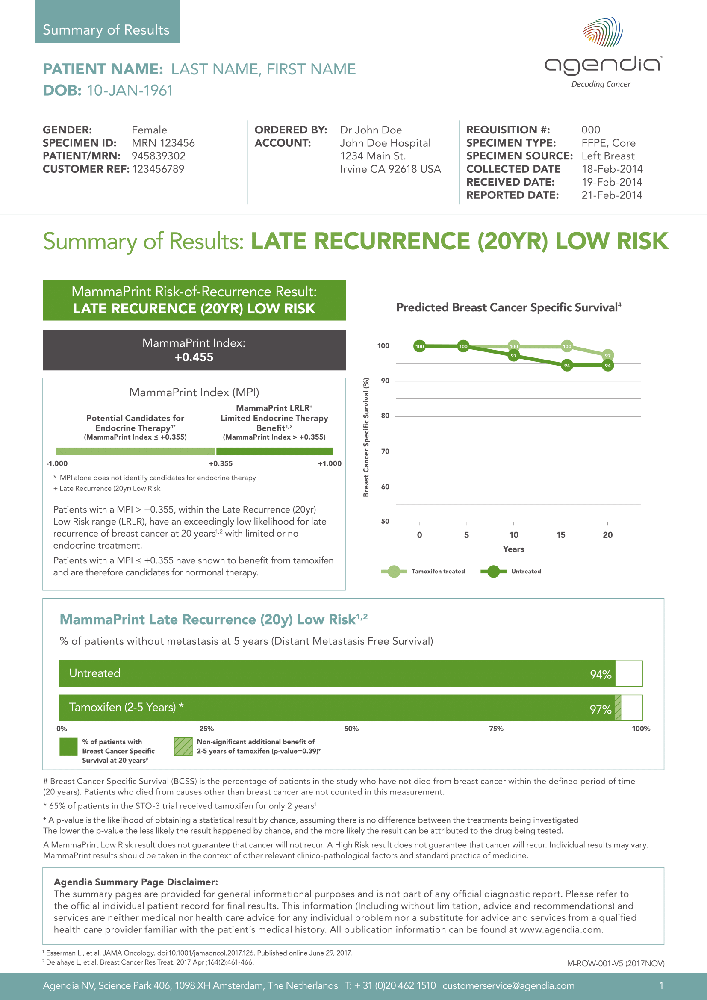 Summary of Results
agendia®
Decoding Cancer
PATIENT NAME: LAST NAME, FIRST NAME
DOB: 10-JAN-1961
GENDER: Female
SPECIMEN ID: MRN 123456
PATIENT/MRN: 945839302
CUSTOMER REF: 123456789
ORDERED BY: Dr John Doe
ACCOUNT: John Doe Hospital
1234 Main St.
Irvine CA 92618 USA
REQUISITION #: 000
SPECIMEN TYPE: FFPE, Core
SPECIMEN SOURCE: Left Breast
COLLECTED DATE 18-Feb-2014
RECEIVED DATE: 19-Feb-2014
REPORTED DATE: 21-Feb-2014
Summary of Results: LATE RECURRENCE (20YR) LOW RISK
MammaPrint Risk-of-Recurrence Result:
LATE RECURENCE (20YR) LOW RISK
MammaPrint Index:
+0.455
MammaPrint Index (MPI)
Potential Candidates for
Endocrine Therapy¹*
(MammaPrint Index ≤ +0.355)
MammaPrint LRLR⁺
Limited Endocrine Therapy
Benefit¹,²
(MammaPrint Index > +0.355)
-1.000 +0.355 +1.000
* MPI alone does not identify candidates for endocrine therapy
+ Late Recurrence (20yr) Low Risk
Patients with a MPI > +0.355, within the Late Recurrence (20yr)
Low Risk range (LRLR), have an exceedingly low likelihood for late
recurrence of breast cancer at 20 years¹,² with limited or no
endocrine treatment.
Patients with a MPI ≤ +0.355 have shown to benefit from tamoxifen
and are therefore candidates for hormonal therapy.
Predicted Breast Cancer Specific Survival#
Breast Cancer Specific Survival (%)
100
90
80
70
60
50
100 100 100 100 97
97 94 94
0 5 10 15 20
Years
Tamoxifen treated Untreated
MammaPrint Late Recurrence (20y) Low Risk¹,²
% of patients without metastasis at 5 years (Distant Metastasis Free Survival)
Untreated 94%
Tamoxifen (2-5 Years) * 97%
0% 25% 50% 75% 100%
% of patients with
Breast Cancer Specific
Survival at 20 years#
Non-significant additional benefit of
2-5 years of tamoxifen (p-value=0.39)⁺
# Breast Cancer Specific Survival (BCSS) is the percentage of patients in the study who have not died from breast cancer within the defined period of time
(20 years). Patients who died from causes other than breast cancer are not counted in this measurement.
* 65% of patients in the STO-3 trial received tamoxifen for only 2 years¹
⁺ A p-value is the likelihood of obtaining a statistical result by chance, assuming there is no difference between the treatments being investigated
The lower the p-value the less likely the result happened by chance, and the more likely the result can be attributed to the drug being tested.
A MammaPrint Low Risk result does not guarantee that cancer will not recur. A High Risk result does not guarantee that cancer will recur. Individual results may vary.
MammaPrint results should be taken in the context of other relevant clinico-pathological factors and standard practice of medicine.
Agendia Summary Page Disclaimer:
The summary pages are provided for general informational purposes and is not part of any official diagnostic report. Please refer to
the official individual patient record for final results. This information (Including without limitation, advice and recommendations) and
services are neither medical nor health care advice for any individual problem nor a substitute for advice and services from a qualified
health care provider familiar with the patient's medical history. All publication information can be found at www.agendia.com.
¹ Esserman L., et al. JAMA Oncology. doi:10.1001/jamaoncol.2017.126. Published online June 29, 2017.
² Delahaye L, et al. Breast Cancer Res Treat. 2017 Apr ;164(2):461-466.
M-ROW-001-V5 (2017NOV)
Agendia NV, Science Park 406, 1098 XH Amsterdam, The Netherlands T: + 31 (0)20 462 1510 customerservice@agendia.com 1